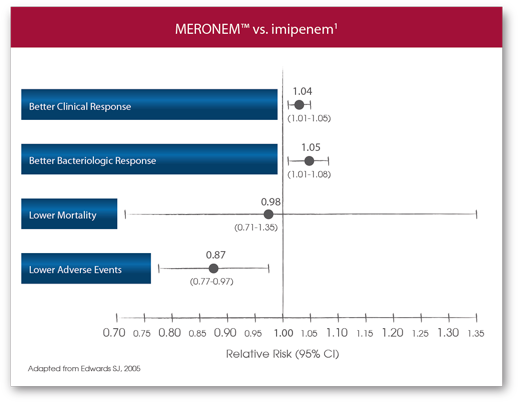 MERONEM™ vs. imipenem¹
1.04
Better Clinical Response
(1.01-1.05)
1.05
Better Bacteriologic Response
(1.01-1.08)
0.98
Lower Mortality
(0.71-1.35)
0.87
Lower Adverse Events
(0.77-0.97)
0.70 0.75 0.80 0.85 0.90 0.95 1.00 1.05 1.10 1.15 1.20 1.25 1.30 1.35
Relative Risk (95% CI)
Adapted from Edwards SJ, 2005